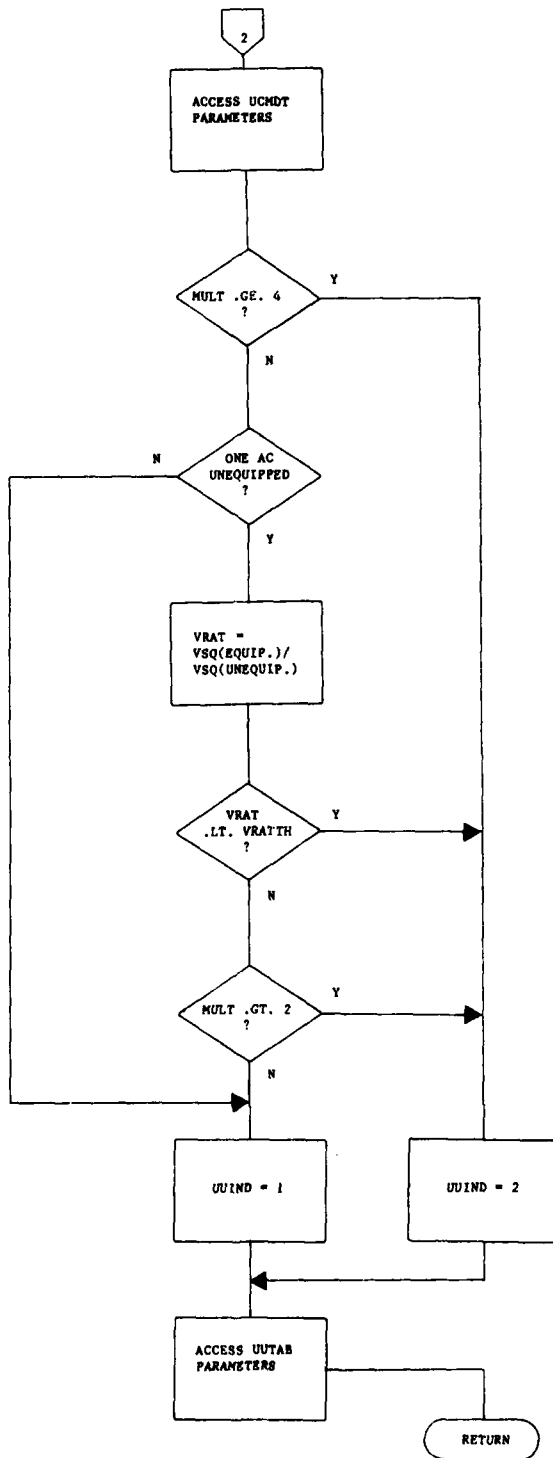 2
ACCESS UCMDT
PARAMETERS
MULT .GE. 4
?
Y
N
ONE AC
UNEQUIPPED
?
N
Y
VRAT =
VSQ(EQUIP.)/
VSQ(UNEQUIP.)
VRAT
.LT. VRATTH
?
Y
N
MULT .GT. 2
?
Y
N
UUIND = 1
UUIND = 2
ACCESS UUTAB
PARAMETERS
RETURN